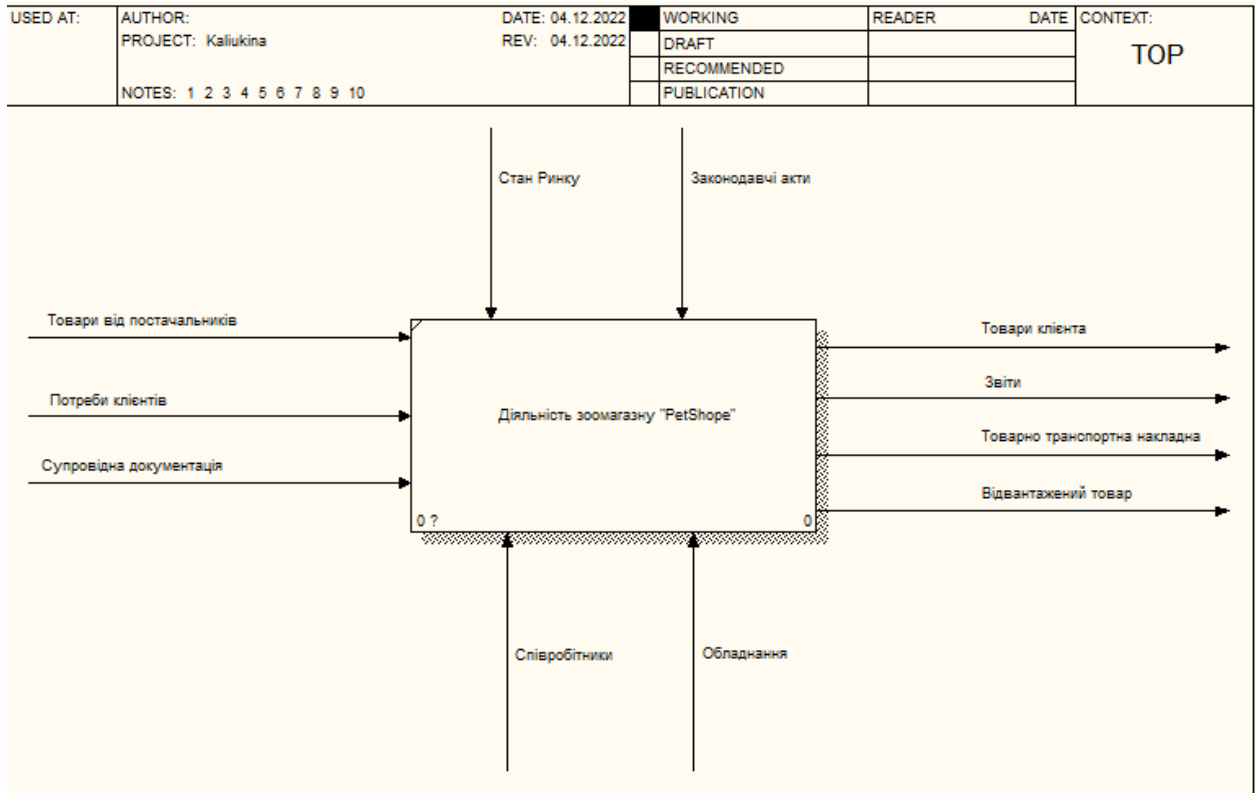 USED AT:
AUTHOR:
DATE: 04.12.2022
WORKING
READER
DATE
CONTEXT:
PROJECT: Kaliukina
REV: 04.12.2022
DRAFT
TOP
RECOMMENDED
NOTES: 1 2 3 4 5 6 7 8 9 10
PUBLICATION
Стан Ринку
Законодавчі акти
Товари від постачальників
Товари клієнта
Звіти
Потреби клієнтів
Діяльність зоомагазну "PetShope"
Товарно транспортна накладна
Супровідна документація
Відвантажений товар
0 ?
0
Співробітники
Обладнання